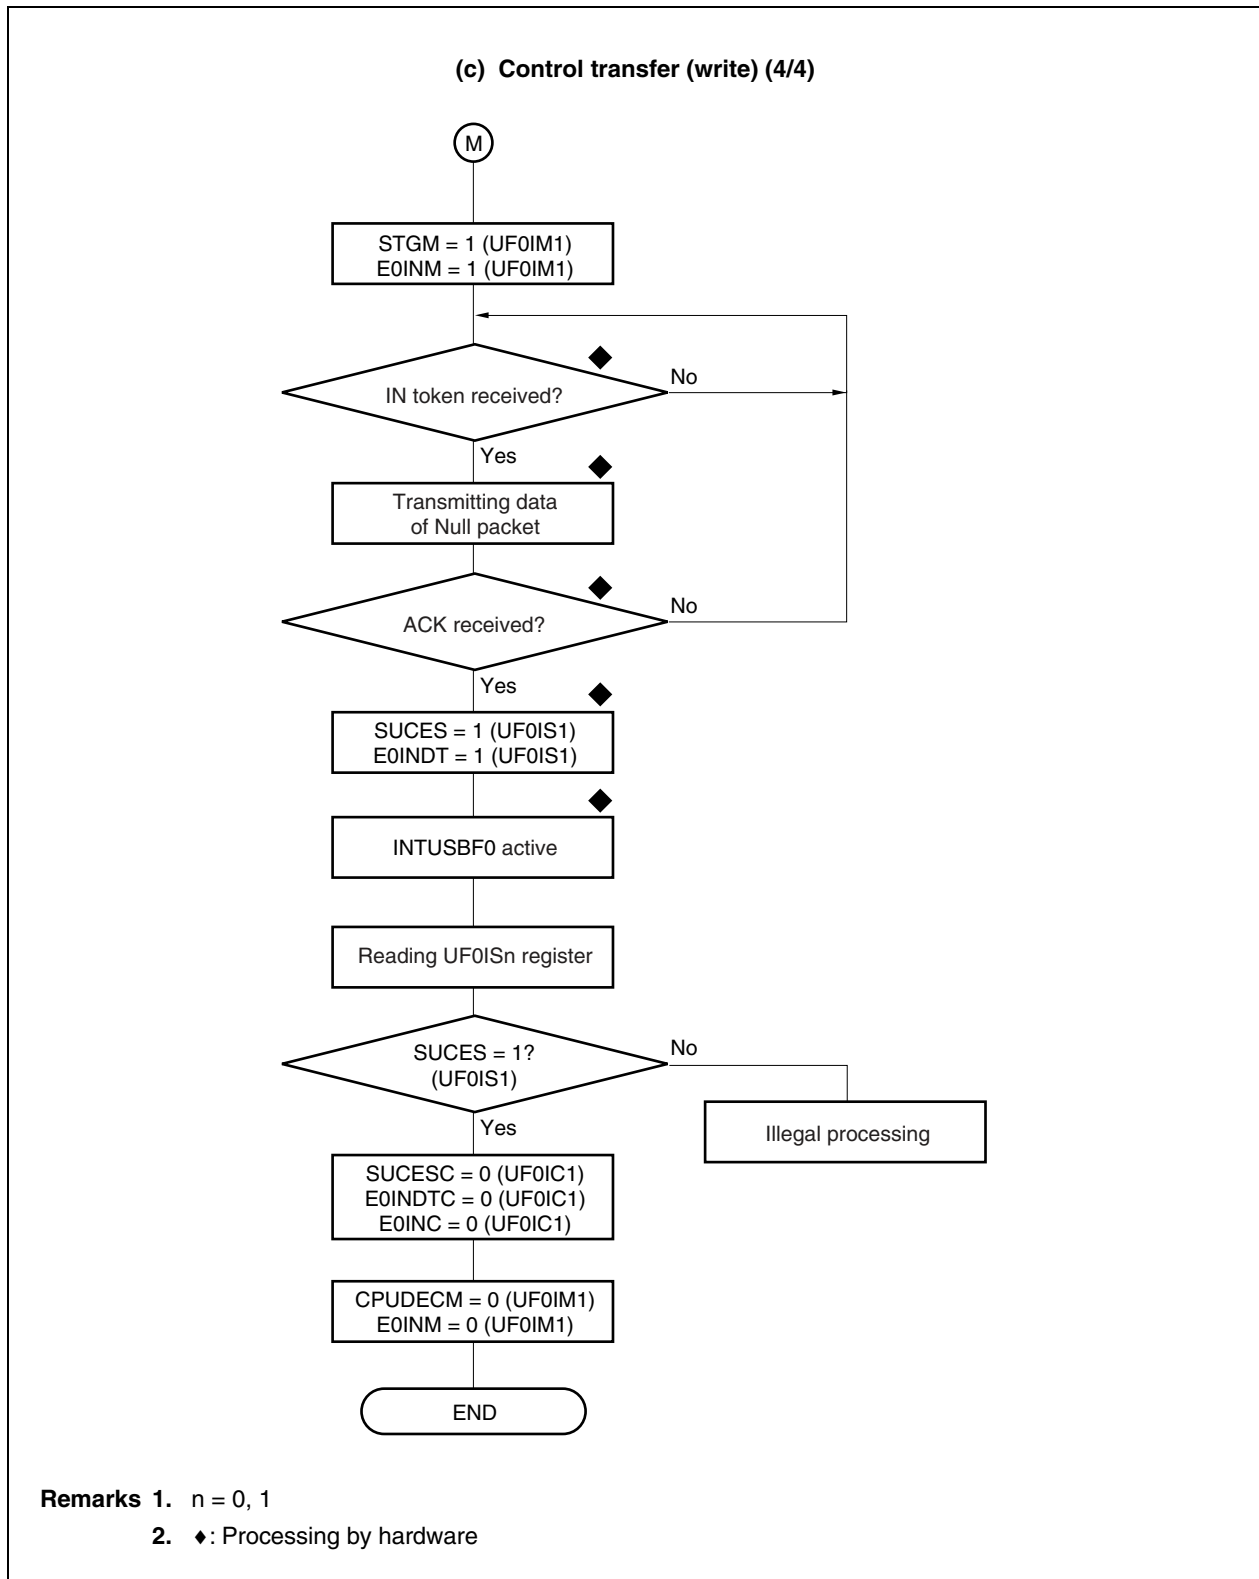 (c) Control transfer (write) (4/4)
M
STGM = 1 (UF0IM1)
E0INM = 1 (UF0IM1)
IN token received?
No
Yes
Transmitting data
of Null packet
ACK received?
No
Yes
SUCES = 1 (UF0IS1)
E0INDT = 1 (UF0IS1)
INTUSBF0 active
Reading UF0ISn register
SUCES = 1?
(UF0IS1)
No
Yes
Illegal processing
SUCESC = 0 (UF0IC1)
E0INDTC = 0 (UF0IC1)
E0INC = 0 (UF0IC1)
CPUDECM = 0 (UF0IM1)
E0INM = 0 (UF0IM1)
END
Remarks 1. n = 0, 1
2. ♦: Processing by hardware